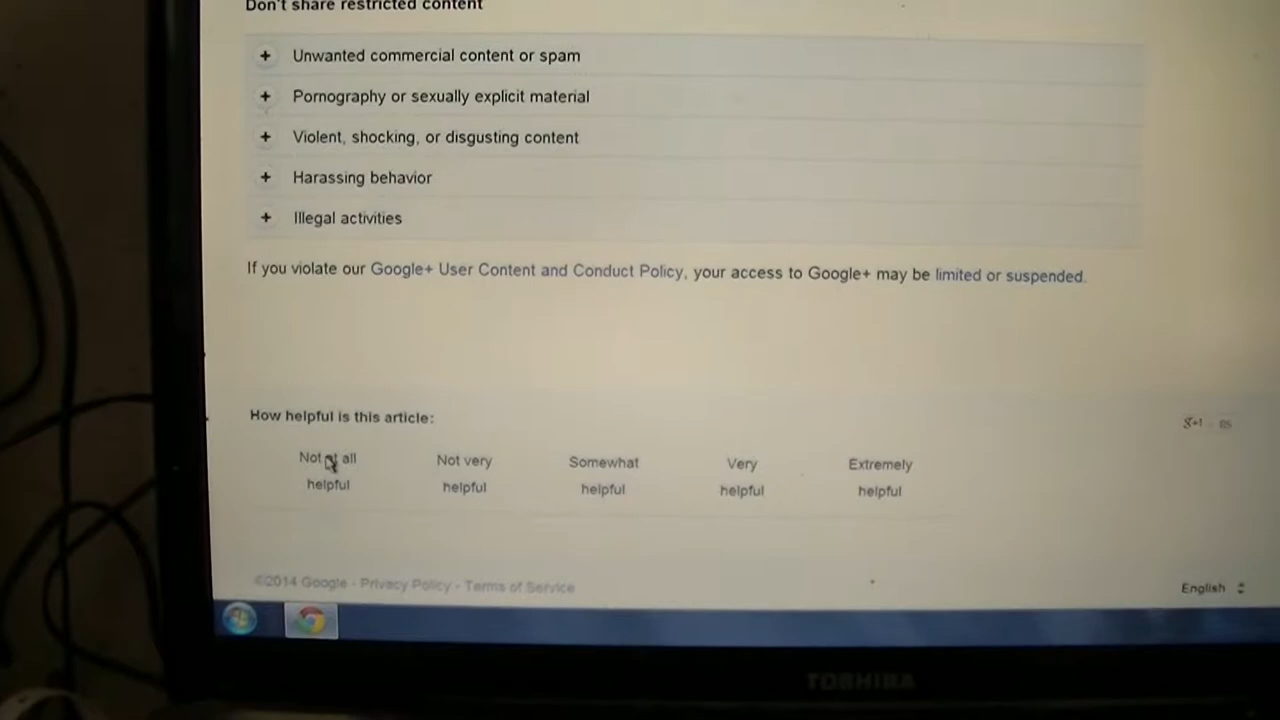 Don't share restricted content
+ Unwanted commercial content or spam
+ Pornography or sexually explicit material
+ Violent, shocking, or disgusting content
+ Harassing behavior
+ Illegal activities
If you violate our Google+ User Content and Conduct Policy, your access to Google+ may be limited or suspended.
How helpful is this article:
Not at all helpful
Not very helpful
Somewhat helpful
Very helpful
Extremely helpful
©2014 Google - Privacy Policy - Terms of Service
English
TOSHIBA